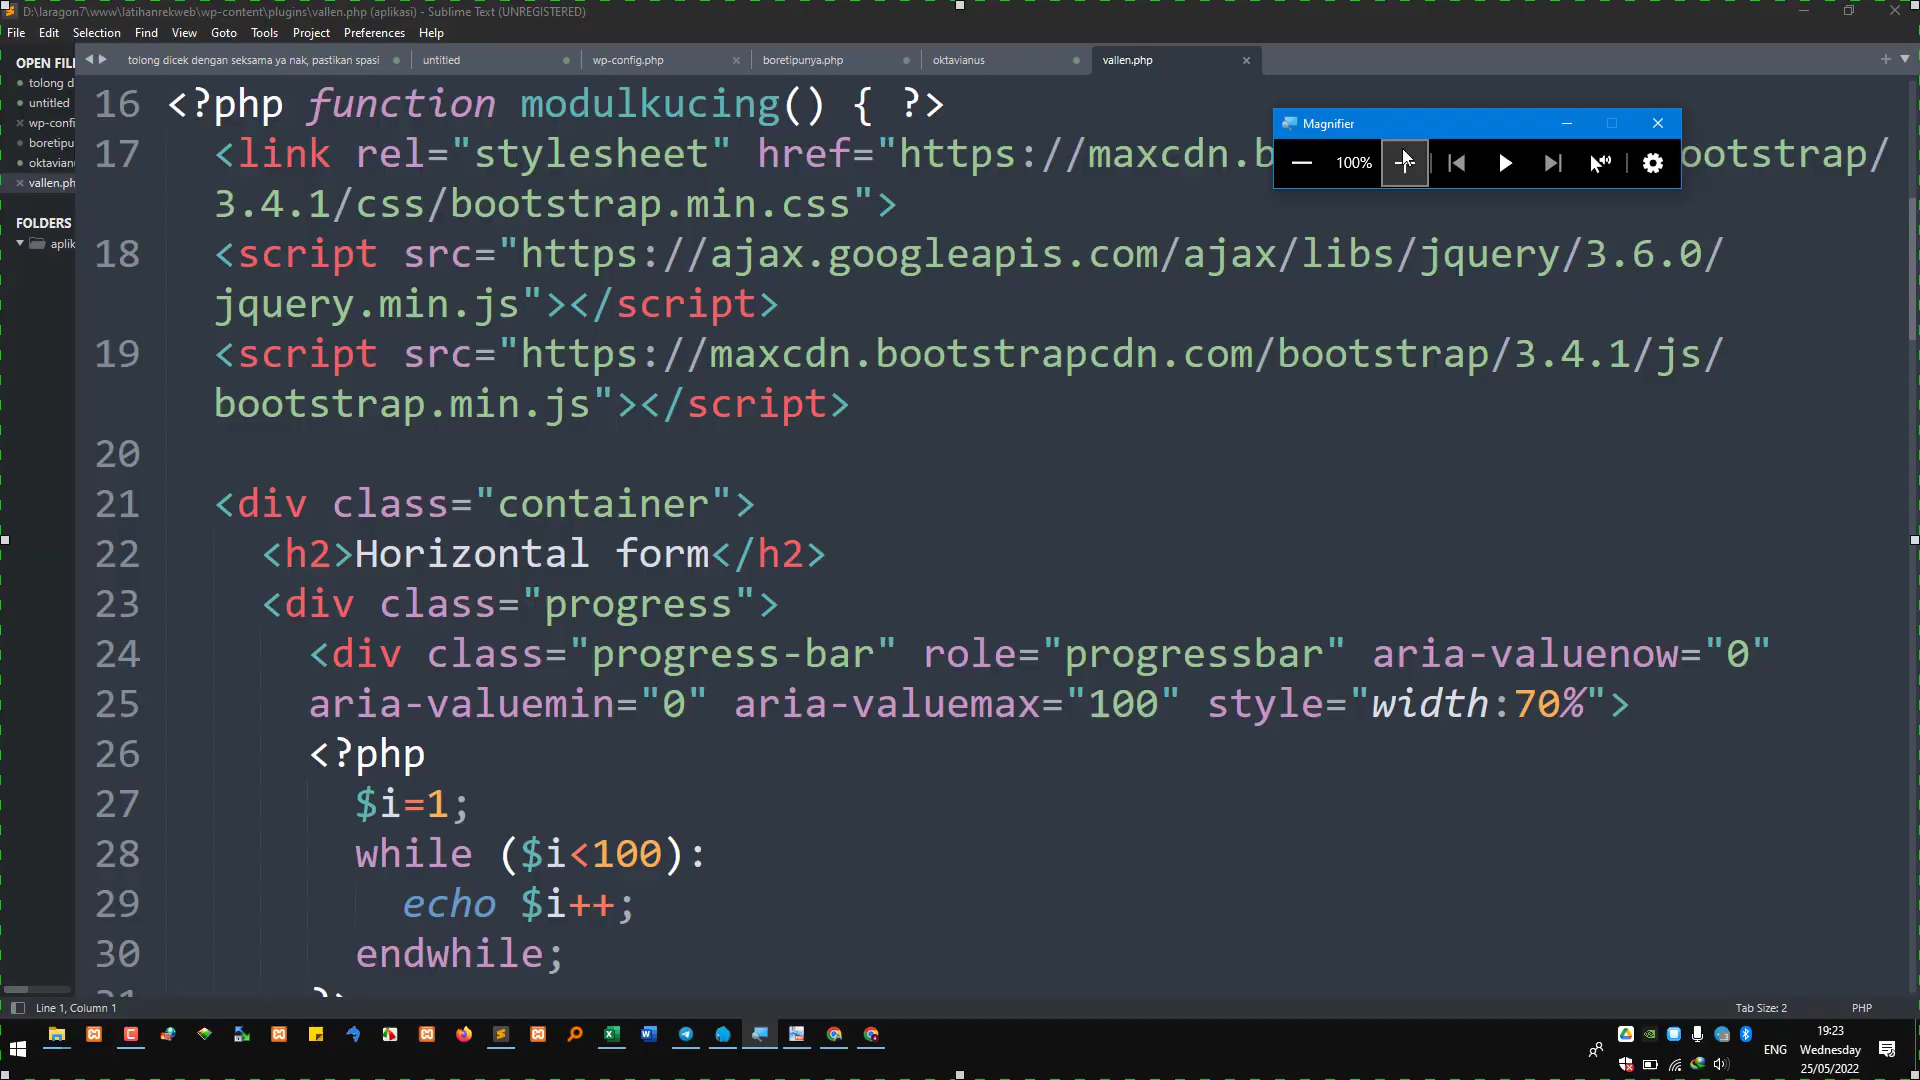 D:\laragon7\www\latihanrekweb\wp-content\plugins\vallen.php (aplikasi) - Sublime Text (UNREGISTERED)
File Edit Selection Find View Goto Tools Project Preferences Help
OPEN FIL
tolong d
untitled
wp-confi
boretipu
oktavian
vallen.ph
FOLDERS
aplik
tolong dicek dengan seksama ya nak, pastikan spasi untitled wp-config.php boretipunya.php oktavianus vallen.php
16 <?php function modulkucing() { ?>
17 <link rel="stylesheet" href="https://maxcdn.b ootstrap/
3.4.1/css/bootstrap.min.css">
18 <script src="https://ajax.googleapis.com/ajax/libs/jquery/3.6.0/
jquery.min.js"></script>
19 <script src="https://maxcdn.bootstrapcdn.com/bootstrap/3.4.1/js/
bootstrap.min.js"></script>
20
21 <div class="container">
22 <h2>Horizontal form</h2>
23 <div class="progress">
24 <div class="progress-bar" role="progressbar" aria-valuenow="0"
25 aria-valuemin="0" aria-valuemax="100" style="width:70%">
26 <?php
27 $i=1;
28 while ($i<100):
29 echo $i++;
30 endwhile;
Magnifier
100%
Line 1, Column 1 Tab Size: 2 PHP
19:23
ENG Wednesday
25/05/2022